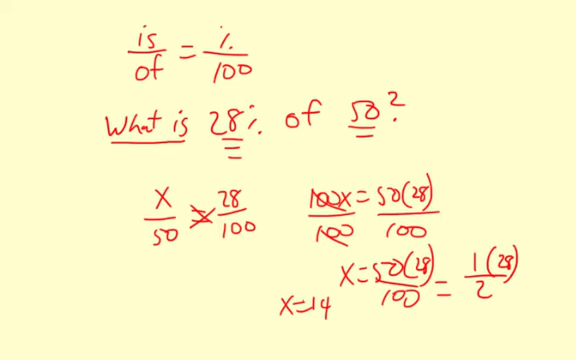 is/of = %/100
What is 28% of 50?
x/50 = 28/100
100x/100 = 50(28)/100
x = 50(28)/100 = 1(28)/2
x = 14